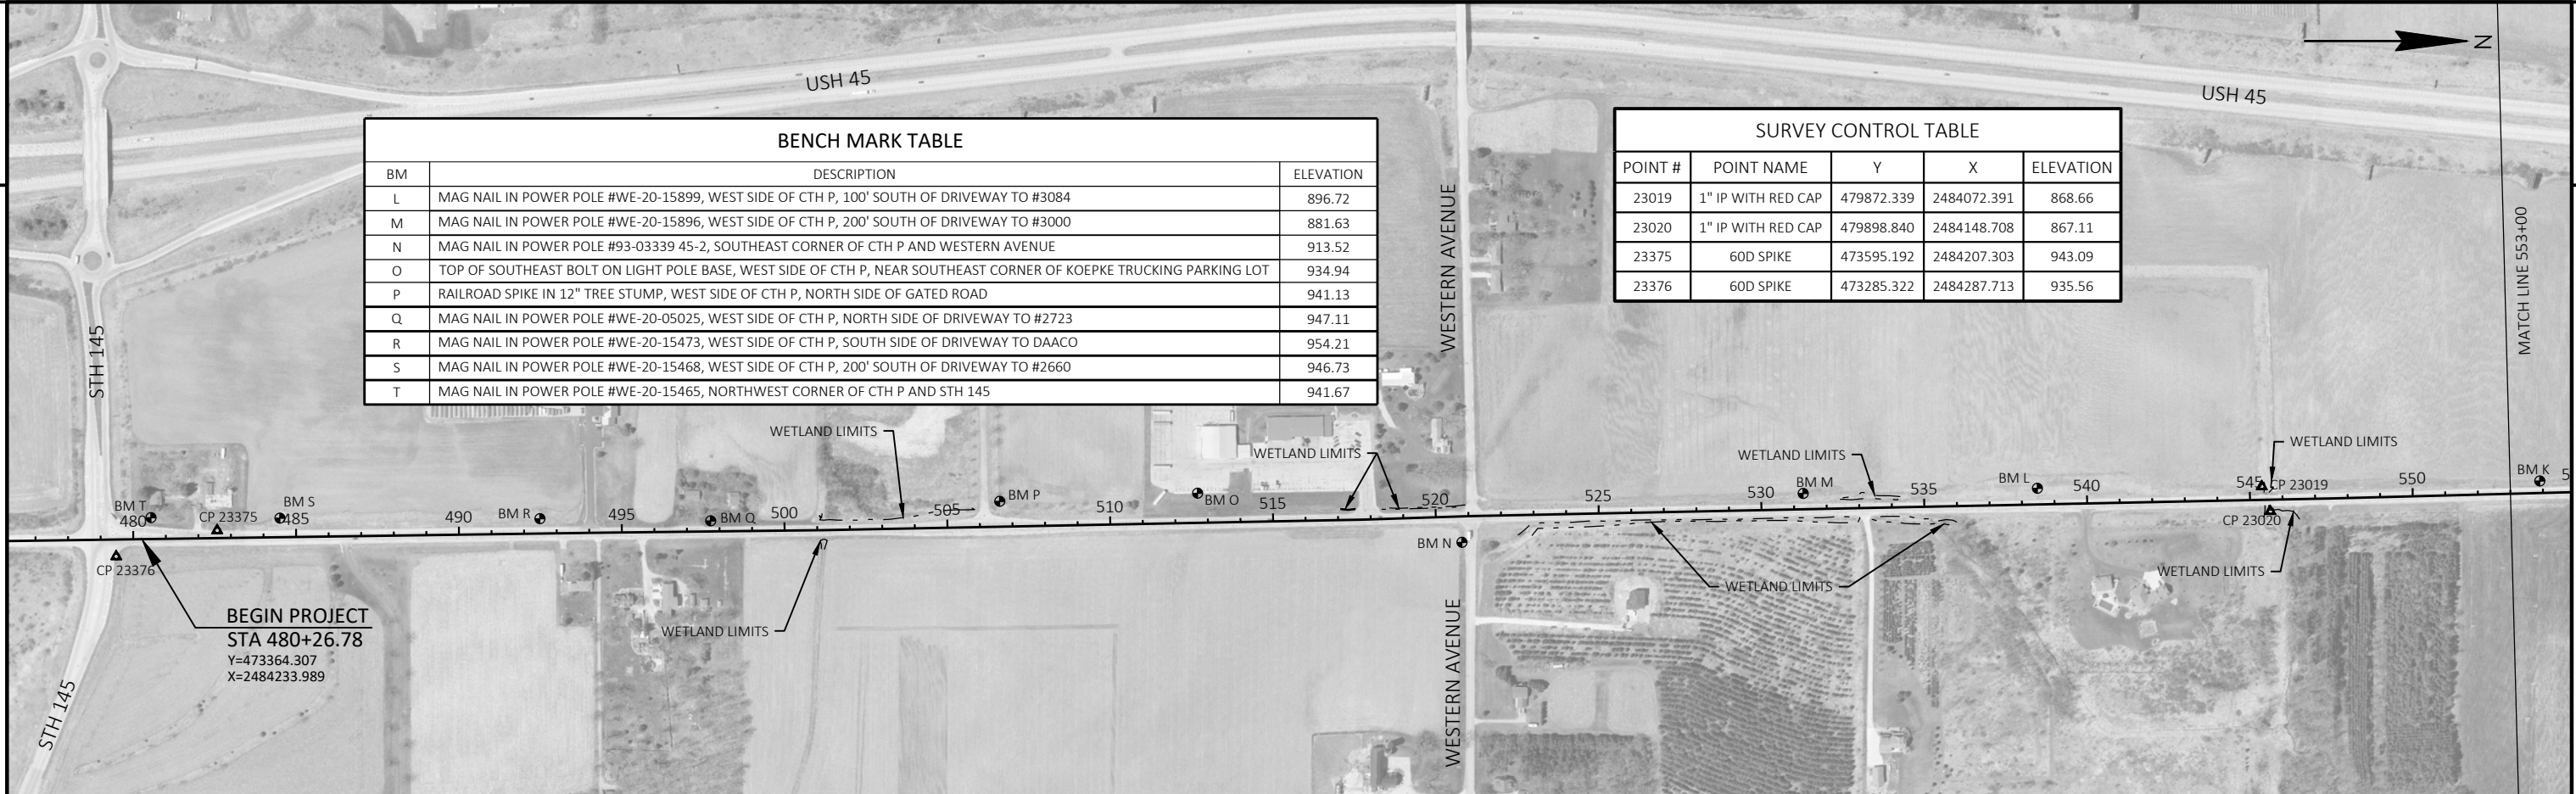 USH 45
USH 45
N
BENCH MARK TABLE
BM DESCRIPTION ELEVATION
L MAG NAIL IN POWER POLE #WE-20-15899, WEST SIDE OF CTH P, 100' SOUTH OF DRIVEWAY TO #3084 896.72
M MAG NAIL IN POWER POLE #WE-20-15896, WEST SIDE OF CTH P, 200' SOUTH OF DRIVEWAY TO #3000 881.63
N MAG NAIL IN POWER POLE #93-03339 45-2, SOUTHEAST CORNER OF CTH P AND WESTERN AVENUE 913.52
O TOP OF SOUTHEAST BOLT ON LIGHT POLE BASE, WEST SIDE OF CTH P, NEAR SOUTHEAST CORNER OF KOEPKE TRUCKING PARKING LOT 934.94
P RAILROAD SPIKE IN 12" TREE STUMP, WEST SIDE OF CTH P, NORTH SIDE OF GATED ROAD 941.13
Q MAG NAIL IN POWER POLE #WE-20-05025, WEST SIDE OF CTH P, NORTH SIDE OF DRIVEWAY TO #2723 947.11
R MAG NAIL IN POWER POLE #WE-20-15473, WEST SIDE OF CTH P, SOUTH SIDE OF DRIVEWAY TO DAACO 954.21
S MAG NAIL IN POWER POLE #WE-20-15468, WEST SIDE OF CTH P, 200' SOUTH OF DRIVEWAY TO #2660 946.73
T MAG NAIL IN POWER POLE #WE-20-15465, NORTHWEST CORNER OF CTH P AND STH 145 941.67
SURVEY CONTROL TABLE
POINT # POINT NAME Y X ELEVATION
23019 1" IP WITH RED CAP 479872.339 2484072.391 868.66
23020 1" IP WITH RED CAP 479898.840 2484148.708 867.11
23375 60D SPIKE 473595.192 2484207.303 943.09
23376 60D SPIKE 473285.322 2484287.713 935.56
STH 145
WESTERN AVENUE
MATCH LINE 553+00
WETLAND LIMITS
WETLAND LIMITS
WETLAND LIMITS
WETLAND LIMITS
BM T
BM S
BM R
BM Q
BM P
BM O
BM N
BM M
BM L
BM K
CP 23375
CP 23019
CP 23020
CP 23376
480
485
490
495
500
505
510
515
520
525
530
535
540
545
550
5
WETLAND LIMITS
WETLAND LIMITS
WETLAND LIMITS
BEGIN PROJECT
STA 480+26.78
Y=473364.307
X=2484233.989
STH 145
WESTERN AVENUE